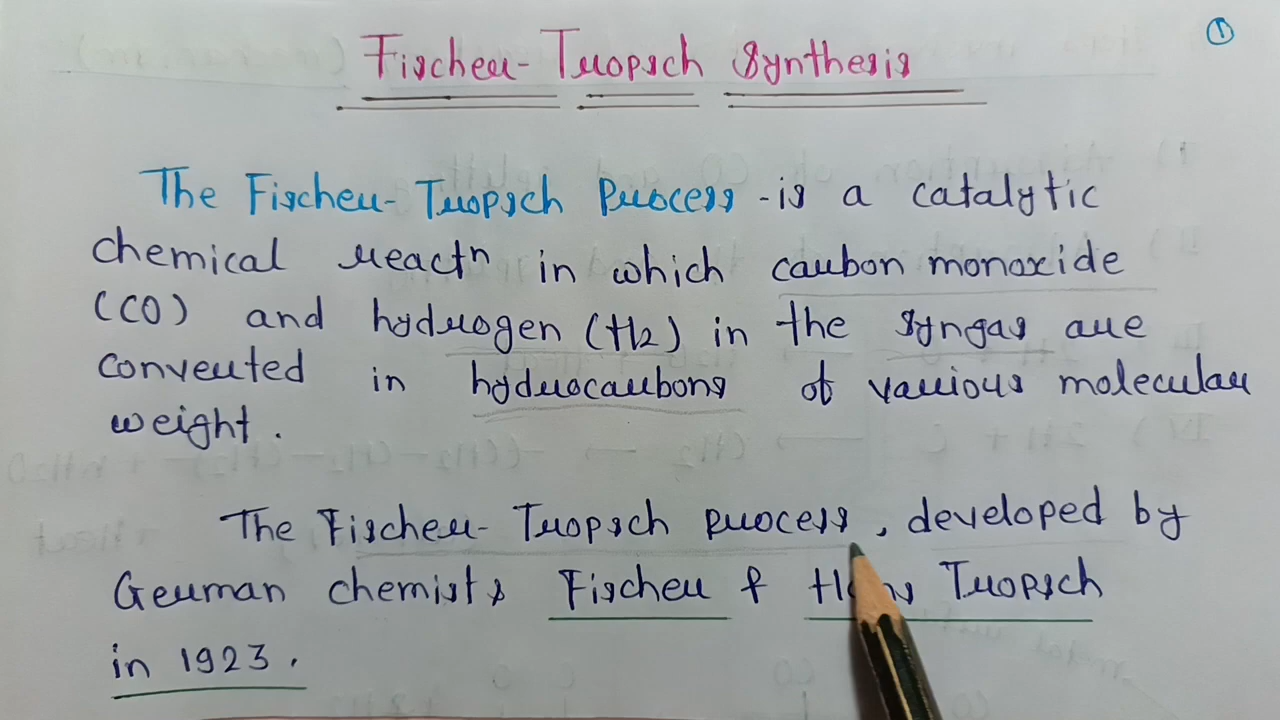 ①
Fischer-Tropsch Synthesis
The Fischer-Tropsch Process - is a catalytic
chemical reactⁿ in which carbon monoxide
(CO) and hydrogen (H₂) in the syngas are
converted in hydrocarbons of various molecular
weight.
The Fischer-Tropsch process, developed by
German chemists Fischer & Hans Tropsch
in 1923.